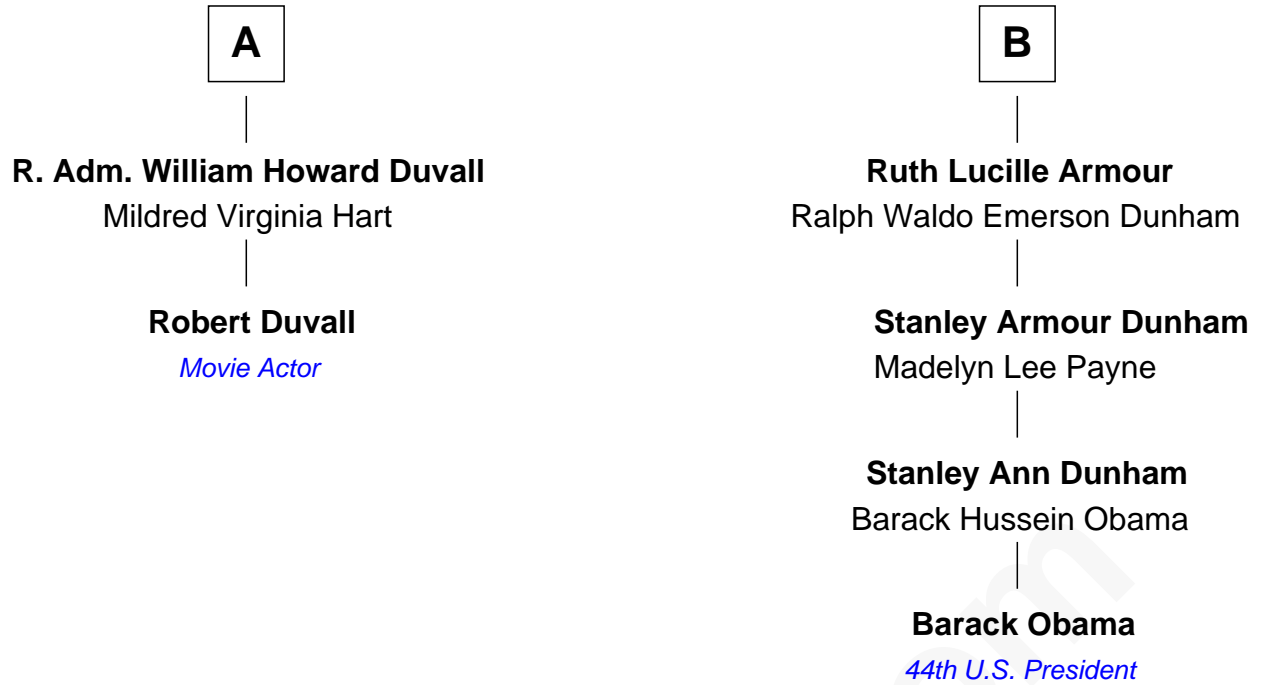 A
R. Adm. William Howard Duvall
Mildred Virginia Hart
Robert Duvall
Movie Actor
B
Ruth Lucille Armour
Ralph Waldo Emerson Dunham
Stanley Armour Dunham
Madelyn Lee Payne
Stanley Ann Dunham
Barack Hussein Obama
Barack Obama
44th U.S. President